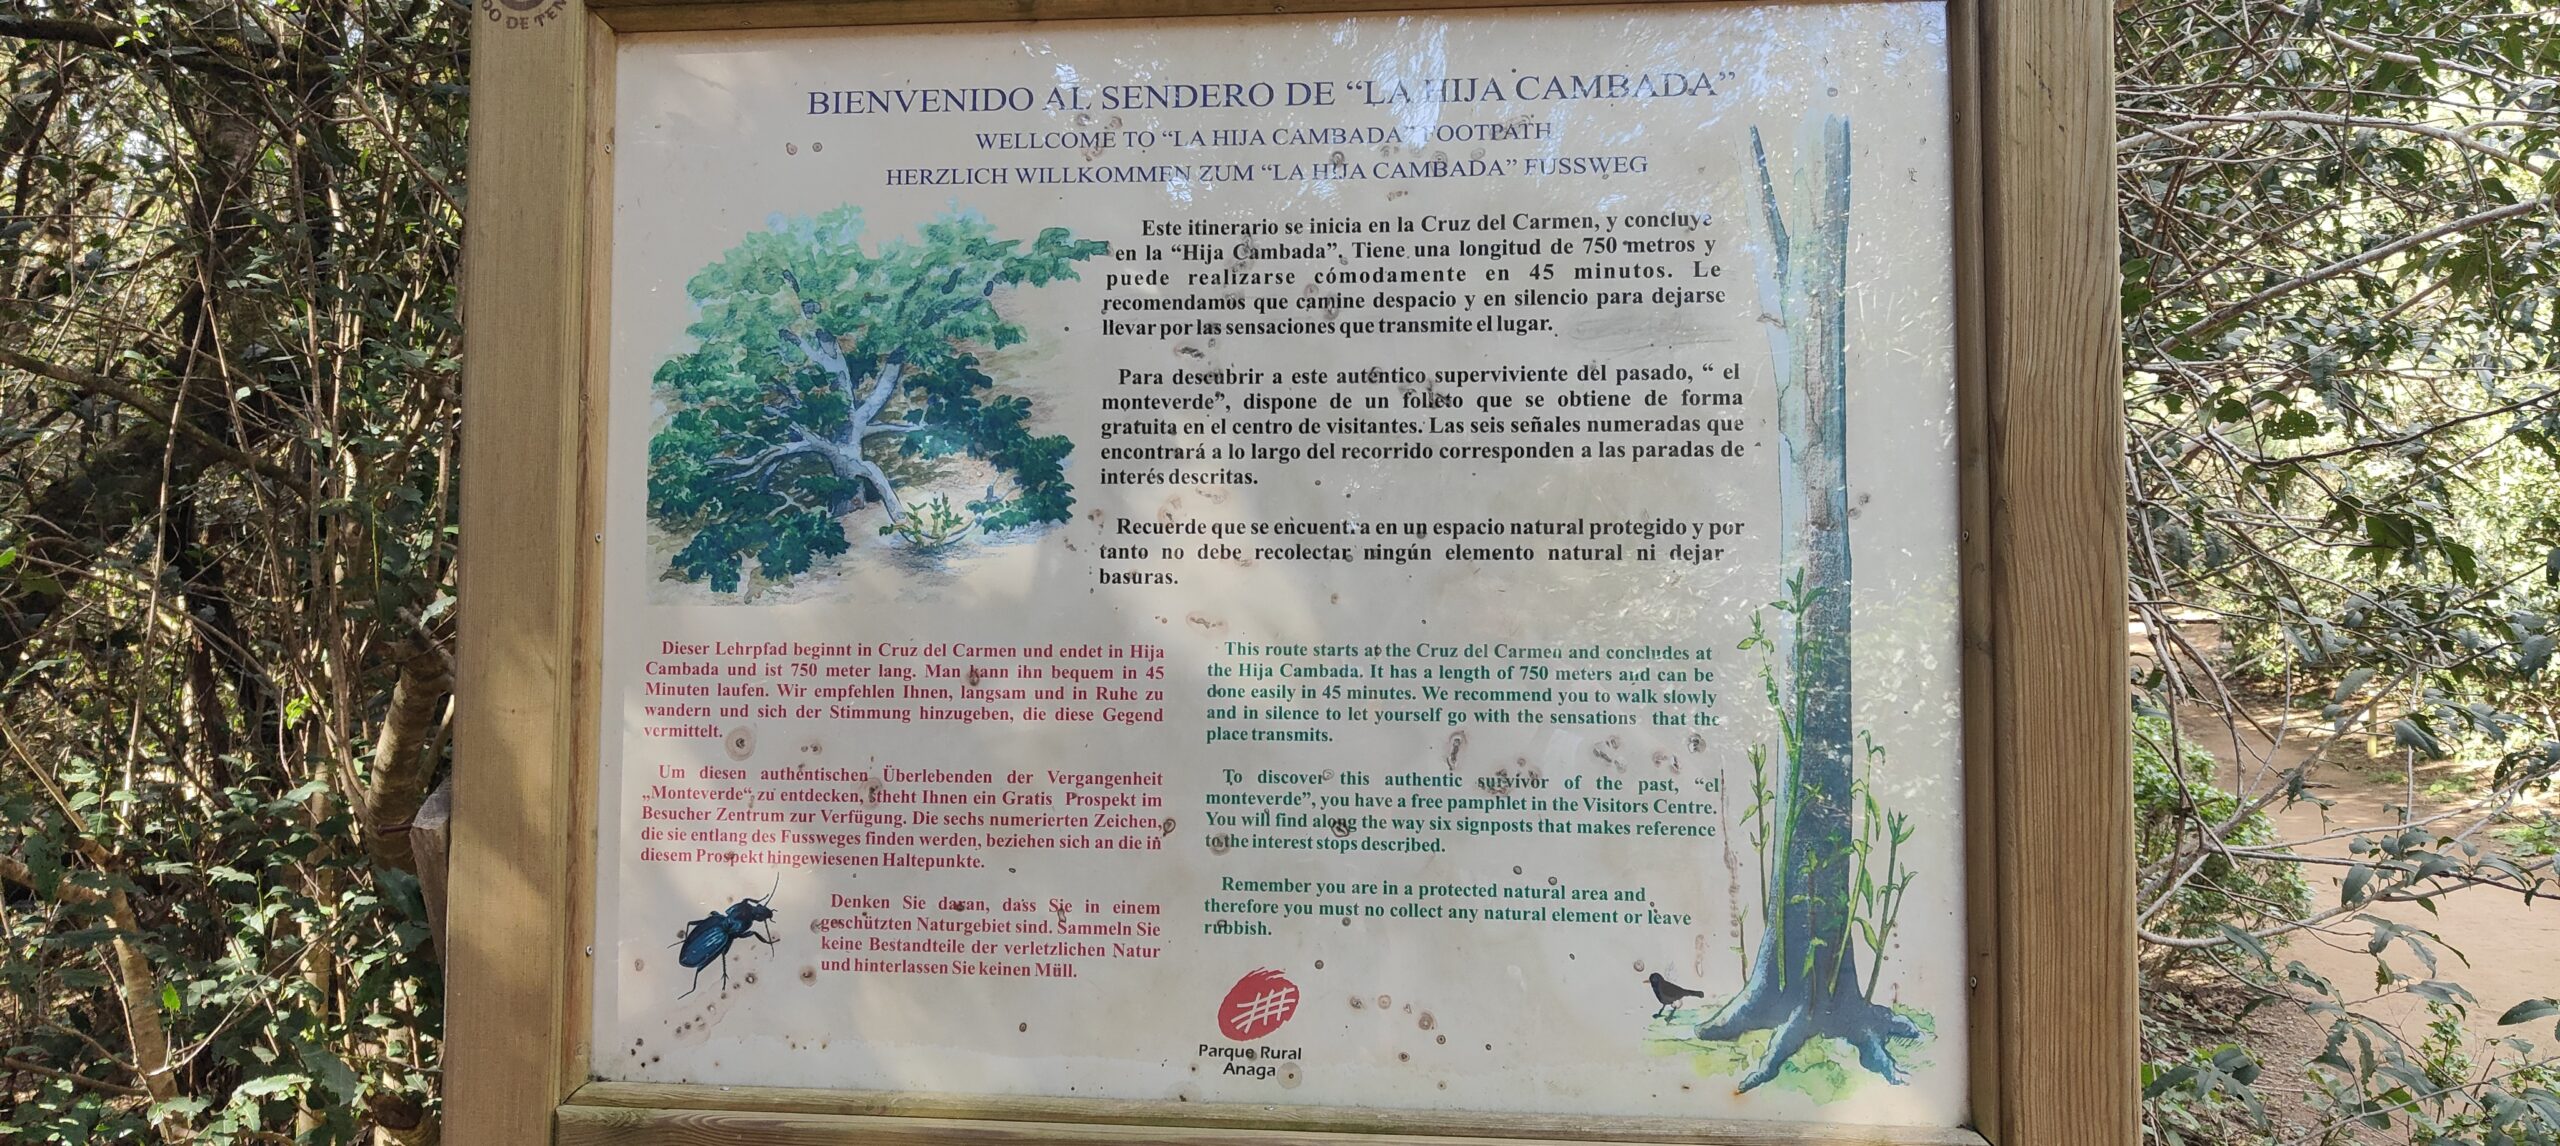 DO DE TEN
BIENVENIDO AL SENDERO DE “LA HIJA CAMBADA”
WELLCOME TO “LA HIJA CAMBADA” FOOTPATH
HERZLICH WILLKOMMEN ZUM “LA HIJA CAMBADA” FUSSWEG
Este itinerario se inicia en la Cruz del Carmen, y concluye
en la “Hija Cambada”. Tiene una longitud de 750 metros y
puede realizarse cómodamente en 45 minutos. Le
recomendamos que camine despacio y en silencio para dejarse
llevar por las sensaciones que transmite el lugar.
Para descubrir a este auténtico superviviente del pasado, “ el
monteverde”, dispone de un folleto que se obtiene de forma
gratuita en el centro de visitantes. Las seis señales numeradas que
encontrará a lo largo del recorrido corresponden a las paradas de
interés descritas.
Recuerde que se encuentra en un espacio natural protegido y por
tanto no debe recolectar ningún elemento natural ni dejar
basuras.
Dieser Lehrpfad beginnt in Cruz del Carmen und endet in Hija
Cambada und ist 750 meter lang. Man kann ihn bequem in 45
Minuten laufen. Wir empfehlen Ihnen, langsam und in Ruhe zu
wandern und sich der Stimmung hinzugeben, die diese Gegend
vermittelt.
Um diesen authentischen Überlebenden der Vergangenheit
„Monteverde“ zu entdecken, stheht Ihnen ein Gratis Prospekt im
Besucher Zentrum zur Verfügung. Die sechs numerierten Zeichen,
die sie entlang des Fussweges finden werden, beziehen sich an die in
diesem Prospekt hingewiesenen Haltepunkte.
Denken Sie daran, dass Sie in einem
geschützten Naturgebiet sind. Sammeln Sie
keine Bestandteile der verletzlichen Natur
und hinterlassen Sie keinen Müll.
This route starts at the Cruz del Carmen and concludes at
the Hija Cambada. It has a length of 750 meters and can be
done easily in 45 minutes. We recommend you to walk slowly
and in silence to let yourself go with the sensations that the
place transmits.
To discover this authentic survivor of the past, “el
monteverde”, you have a free pamphlet in the Visitors Centre.
You will find along the way six signposts that makes reference
to the interest stops described.
Remember you are in a protected natural area and
therefore you must no collect any natural element or leave
rubbish.
Parque Rural
Anaga